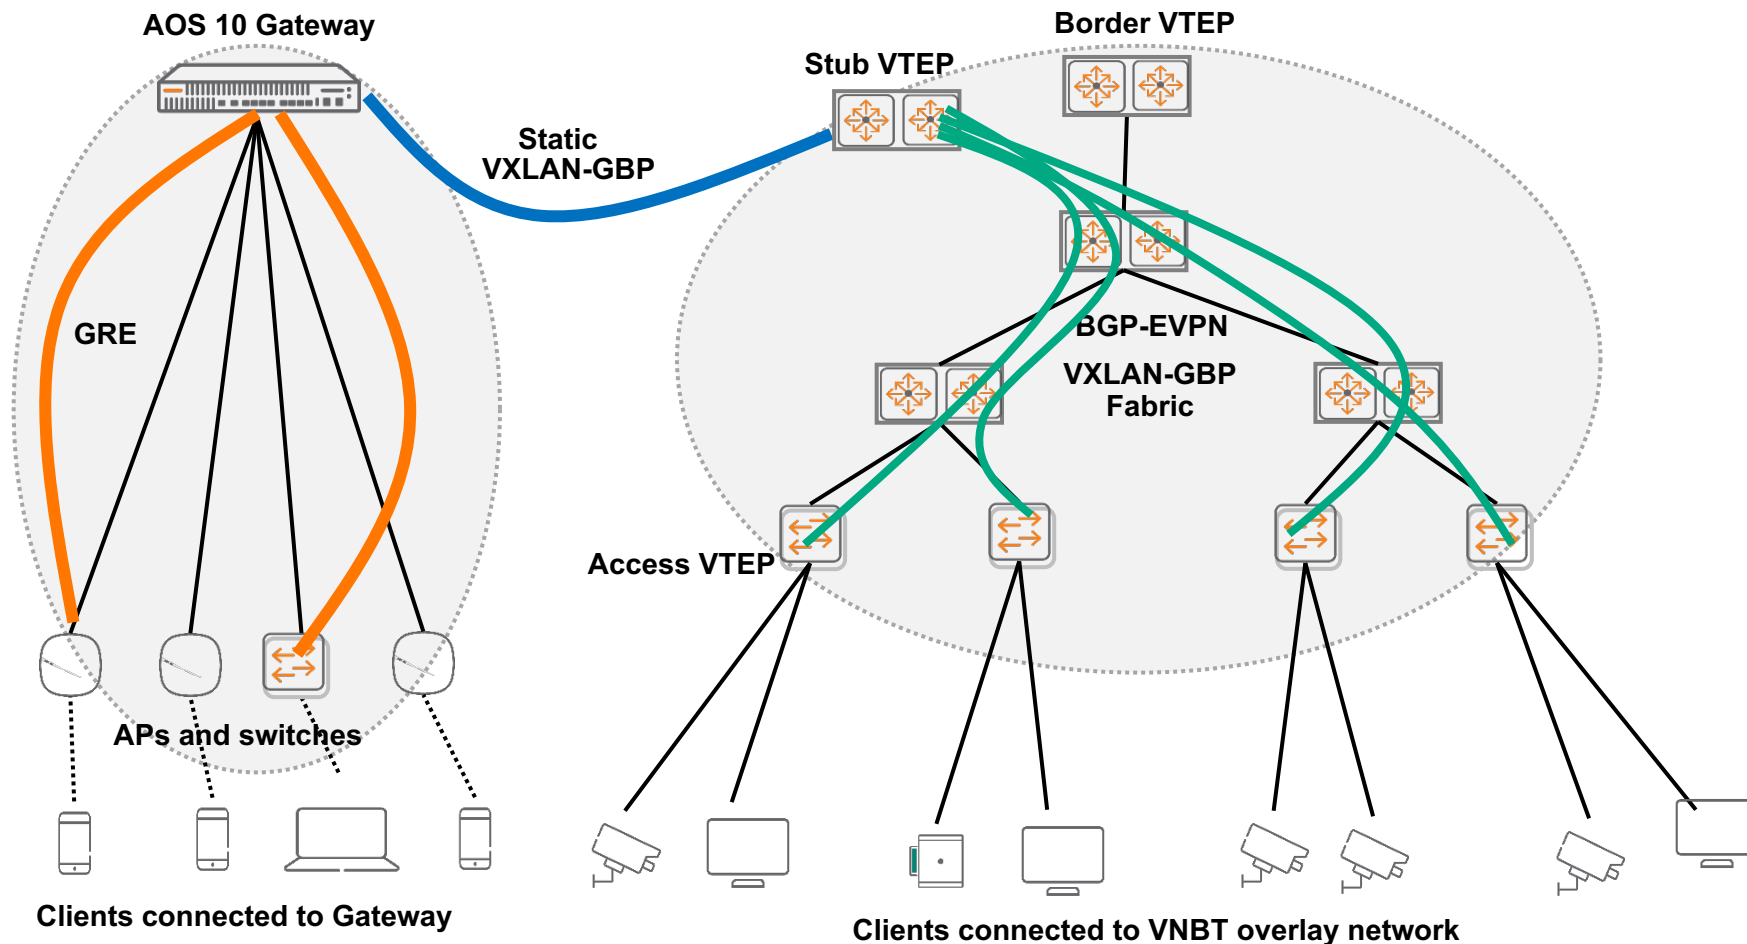 AOS 10 Gateway
Border VTEP
Stub VTEP
Static
VXLAN-GBP
GRE
BGP-EVPN
VXLAN-GBP
Fabric
Access VTEP
APs and switches
Clients connected to Gateway
Clients connected to VNBT overlay network